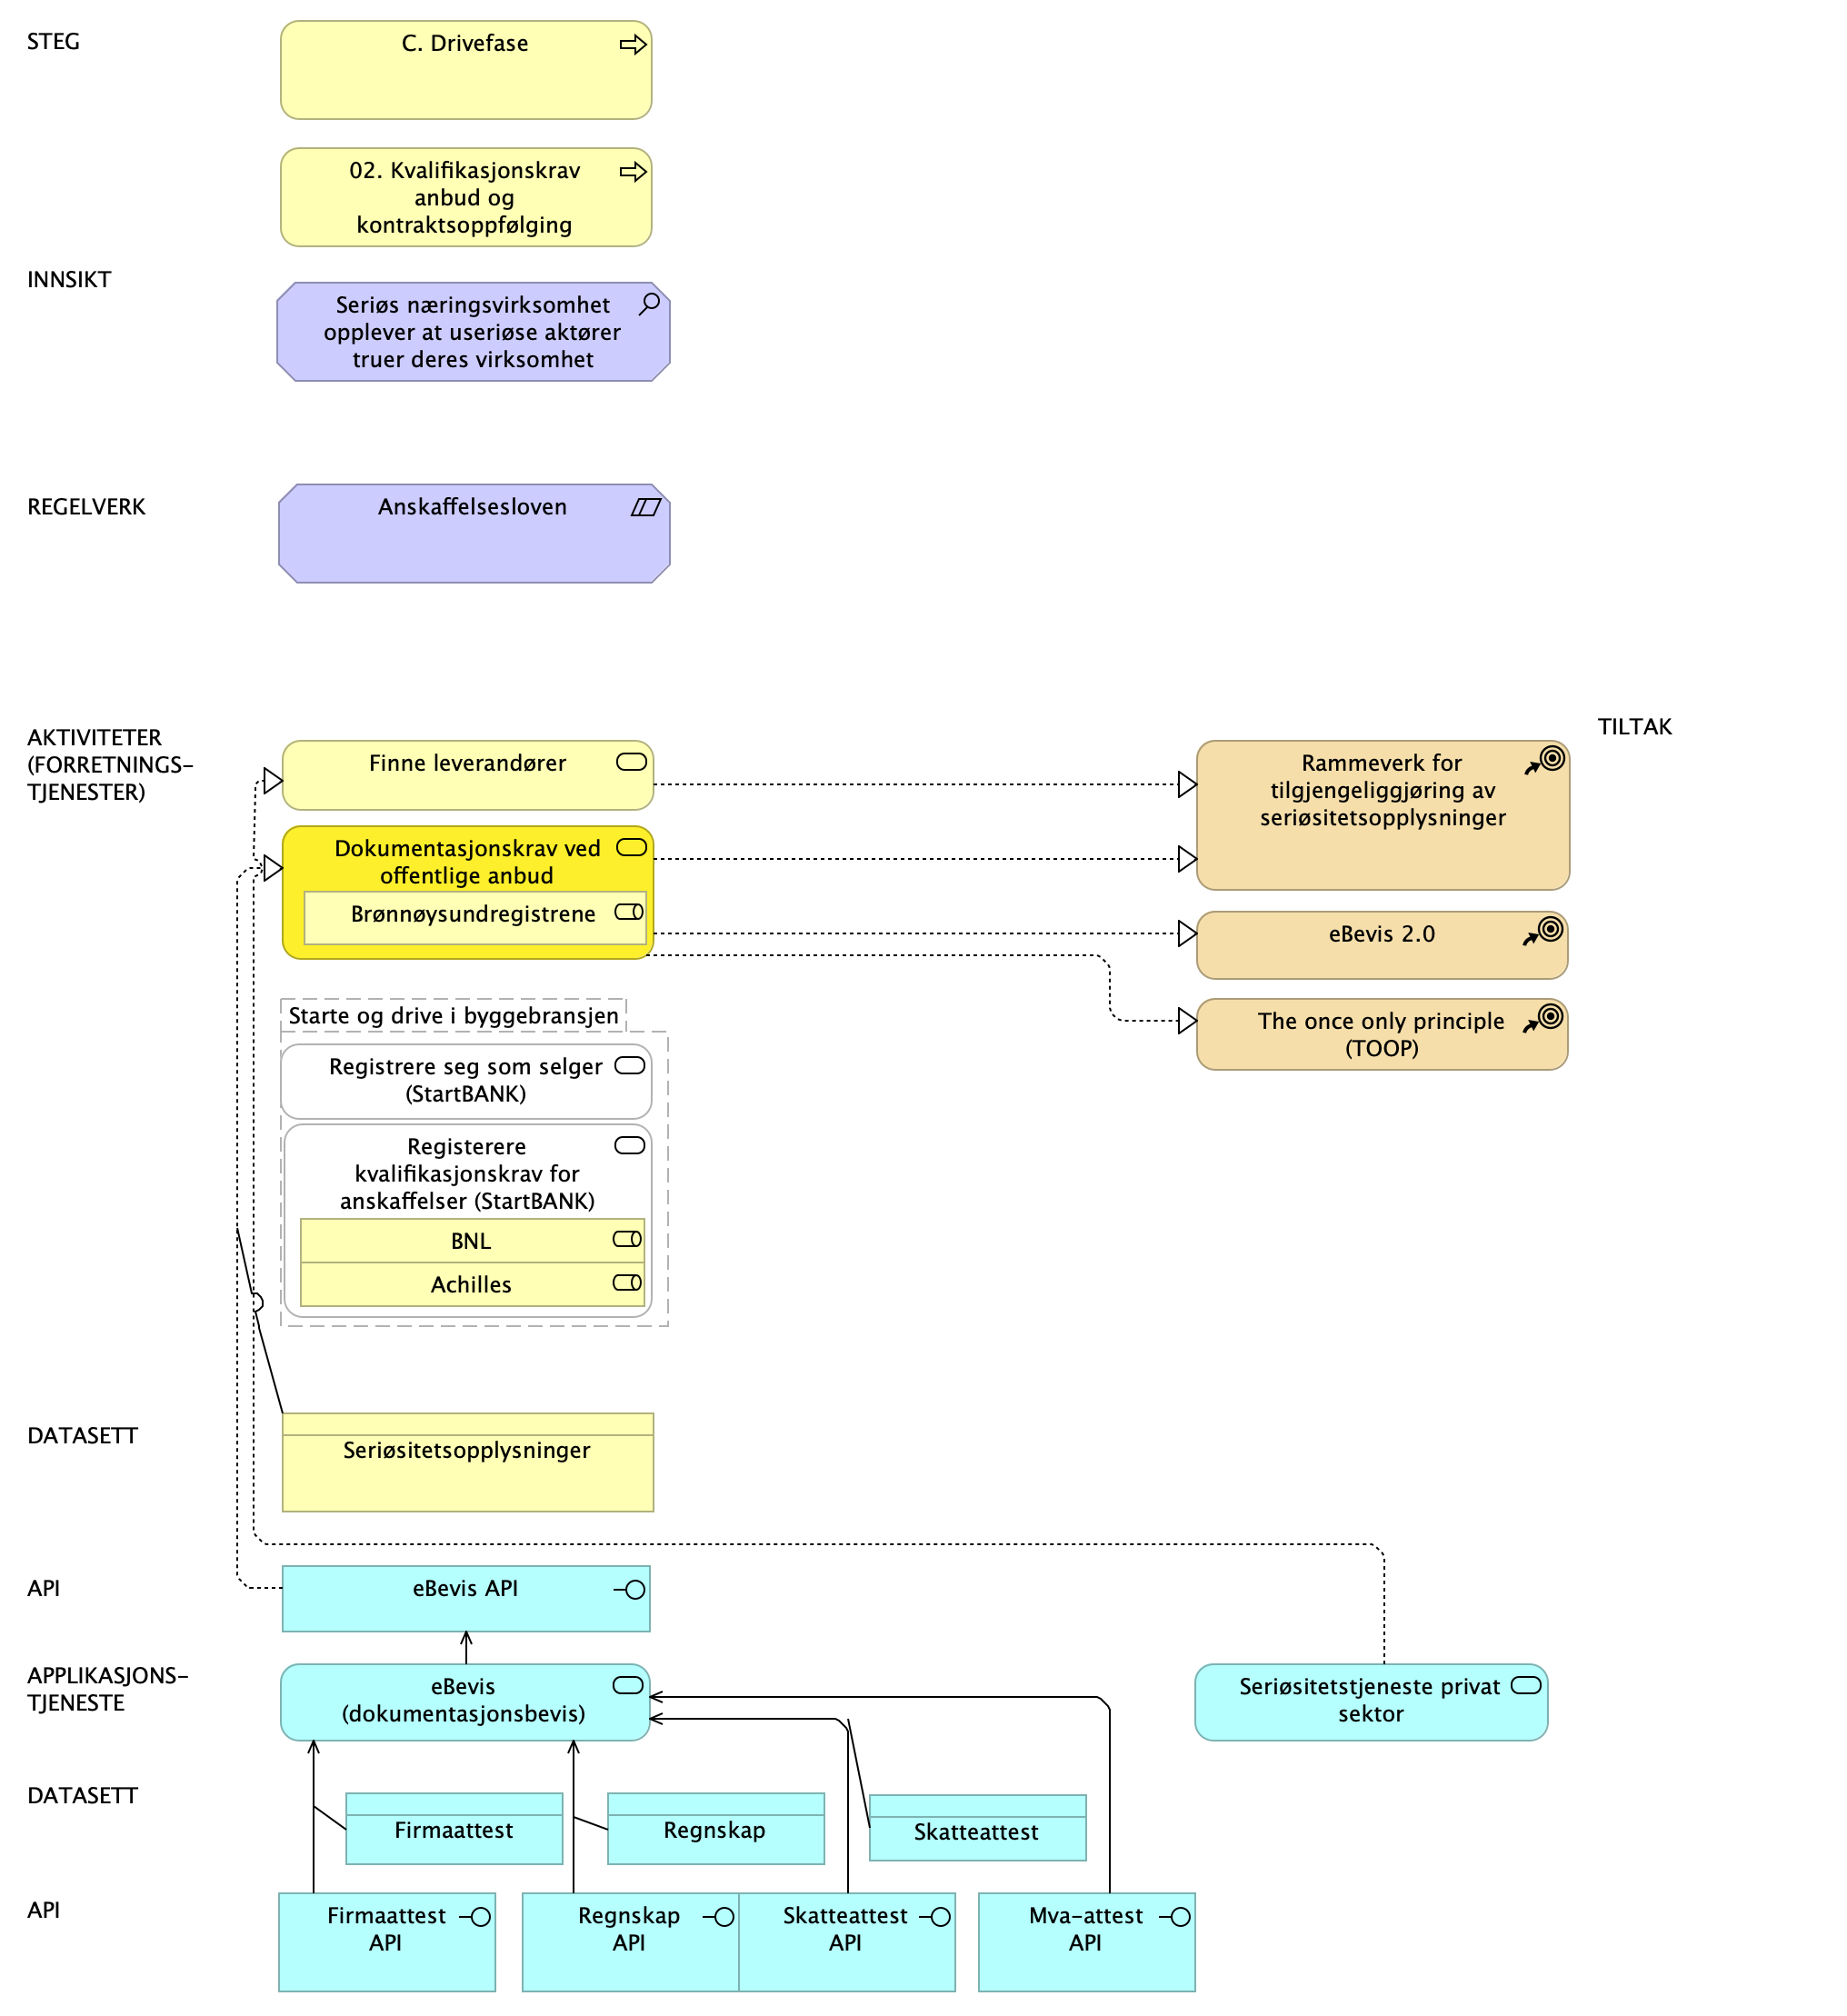 STEG
C. Drivefase
02. Kvalifikasjonskrav
anbud og
kontraktsoppfølging
INNSIKT
Seriøs næringsvirksomhet
opplever at useriøse aktører
truer deres virksomhet
REGELVERK
Anskaffelsesloven
TILTAK
AKTIVITETER
(FORRETNINGS-
TJENESTER)
Finne leverandører
Rammeverk for
tilgjengeliggjøring av
seriøsitetsopplysninger
Dokumentasjonskrav ved
offentlige anbud
Brønnøysundregistrene
eBevis 2.0
The once only principle
(TOOP)
Starte og drive i byggebransjen
Registrere seg som selger
(StartBANK)
Registerere
kvalifikasjonskrav for
anskaffelser (StartBANK)
BNL
Achilles
DATASETT
Seriøsitetsopplysninger
API
eBevis API
APPLIKASJONS-
TJENESTE
eBevis
(dokumentasjonsbevis)
Seriøsitetstjeneste privat
sektor
DATASETT
Firmaattest
Regnskap
Skatteattest
API
Firmaattest
API
Regnskap
API
Skatteattest
API
Mva-attest
API